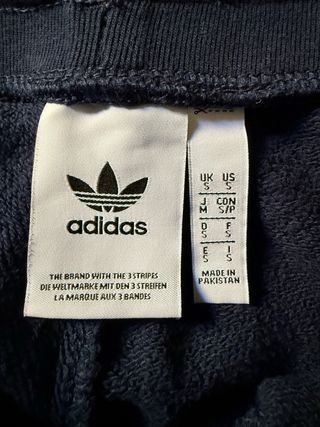 adidas
THE BRAND WITH THE 3 STRIPES
DIE WELTMARKE MIT DEN 3 STREIFEN
LA MARQUE AUX 3 BANDES
UK US
S S
J CDN
M S/P
D F
S S
E I
S S
MADE IN
PAKISTAN